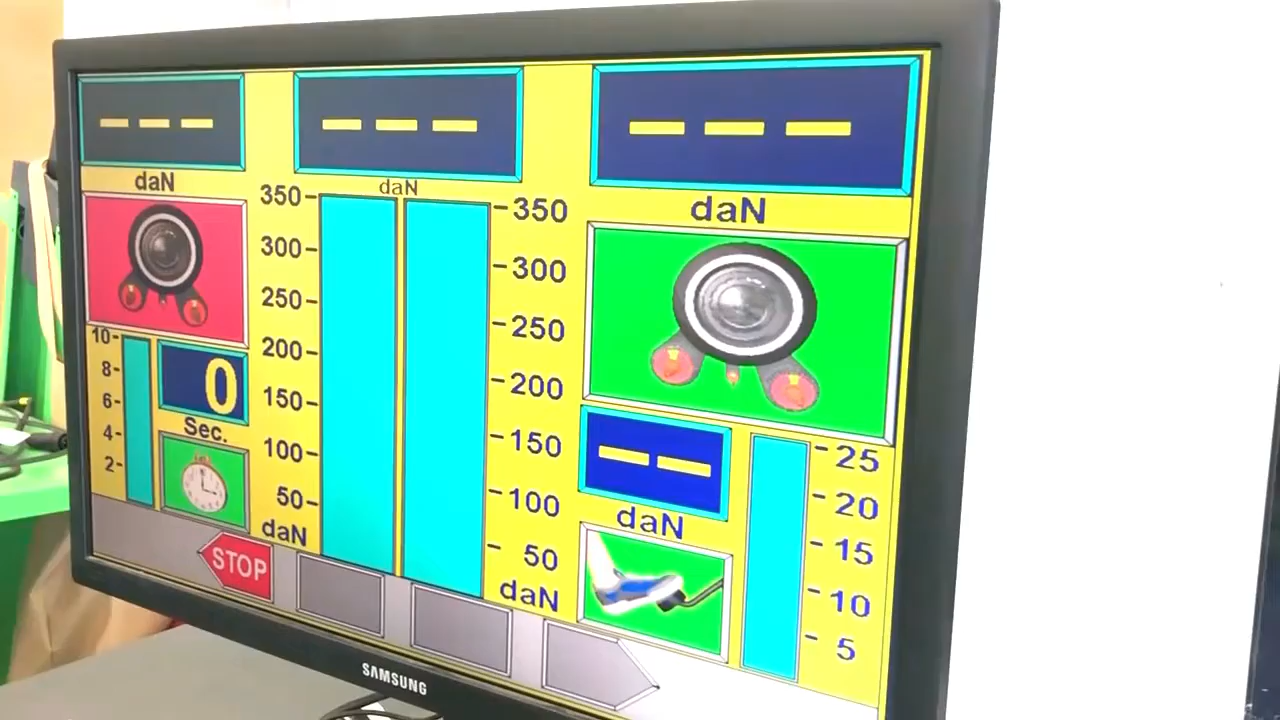 --- --- ---
daN daN daN
350 350
300 300
250 250
200 200
150 150
100 100
50 50
daN daN
10
8
6
4
2
0
Sec.
--
daN
25
20
15
10
5
STOP
SAMSUNG